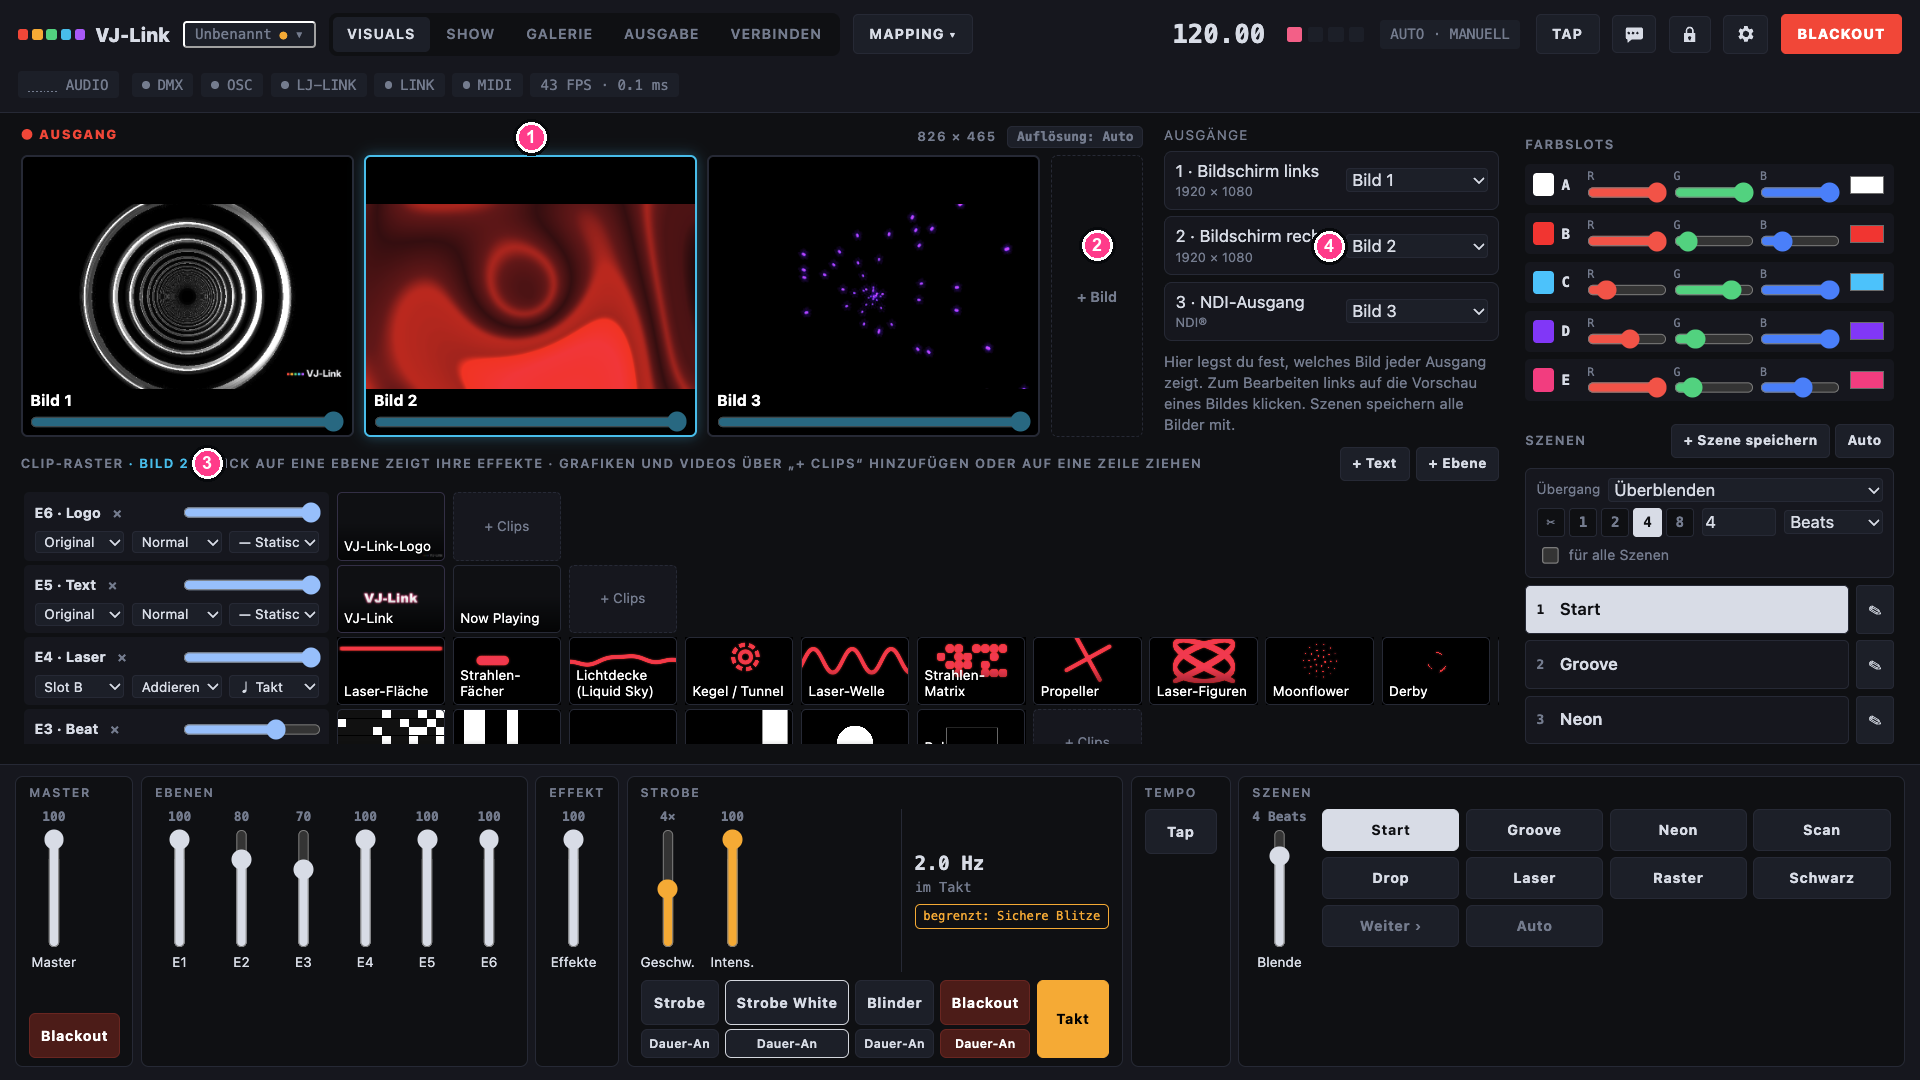 VJ-Link
Unbenannt
VISUALS
SHOW
GALERIE
AUSGABE
VERBINDEN
MAPPING
120.00
AUTO · MANUELL
TAP
BLACKOUT
AUDIO
DMX
OSC
LJ-LINK
LINK
MIDI
43 FPS · 0.1 ms
AUSGANG
1
826 × 465
Auflösung: Auto
VJ-Link
Bild 1
Bild 2
Bild 3
2
+ Bild
AUSGÄNGE
1 · Bildschirm links
1920 × 1080
Bild 1
2 · Bildschirm
1920 × 1080
4
Bild 2
3 · NDI-Ausgang
NDI®
Bild 3
Hier legst du fest, welches Bild jeder Ausgang
zeigt. Zum Bearbeiten links auf die Vorschau
eines Bildes klicken. Szenen speichern alle
Bilder mit.
FARBSLOTS
A R G B
B R G B
C R G B
D R G B
E R G B
CLIP-RASTER · BILD 2
3
AUF EINE EBENE ZEIGT IHRE EFFEKTE · GRAFIKEN UND VIDEOS ÜBER „+ CLIPS“ HINZUFÜGEN ODER AUF EINE ZEILE ZIEHEN
+ Text
+ Ebene
E6 · Logo ×
Original
Normal
— Statisc
VJ-Link-Logo
+ Clips
E5 · Text ×
Original
Normal
— Statisc
VJ-Link
VJ-Link
Now Playing
+ Clips
E4 · Laser ×
Slot B
Addieren
♩ Takt
Laser-Fläche
Strahlen-
Fächer
Lichtdecke
(Liquid Sky)
Kegel / Tunnel
Laser-Welle
Strahlen-
Matrix
Propeller
Laser-Figuren
Moonflower
Derby
E3 · Beat ×
+ Clips
SZENEN
+ Szene speichern
Auto
Übergang
Überblenden
1
2
4
8
4
Beats
für alle Szenen
1 Start
2 Groove
3 Neon
MASTER
100
Master
Blackout
EBENEN
100
80
70
100
100
100
E1
E2
E3
E4
E5
E6
EFFEKT
100
Effekte
STROBE
4×
100
Geschw.
Intens.
2.0 Hz
im Takt
begrenzt: Sichere Blitze
Strobe
Strobe White
Blinder
Blackout
Dauer-An
Dauer-An
Dauer-An
Dauer-An
Takt
TEMPO
Tap
SZENEN
4 Beats
Blende
Start
Groove
Neon
Scan
Drop
Laser
Raster
Schwarz
Weiter ›
Auto